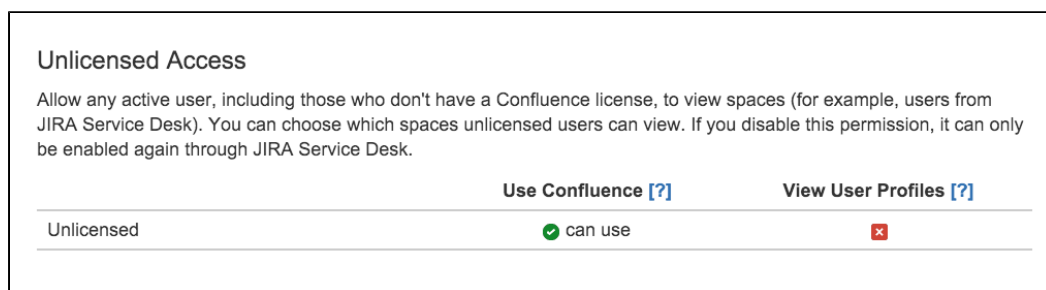 Unlicensed Access
Allow any active user, including those who don't have a Confluence license, to view spaces (for example, users from
JIRA Service Desk). You can choose which spaces unlicensed users can view. If you disable this permission, it can only
be enabled again through JIRA Service Desk.
Use Confluence [?] View User Profiles [?]
Unlicensed can use